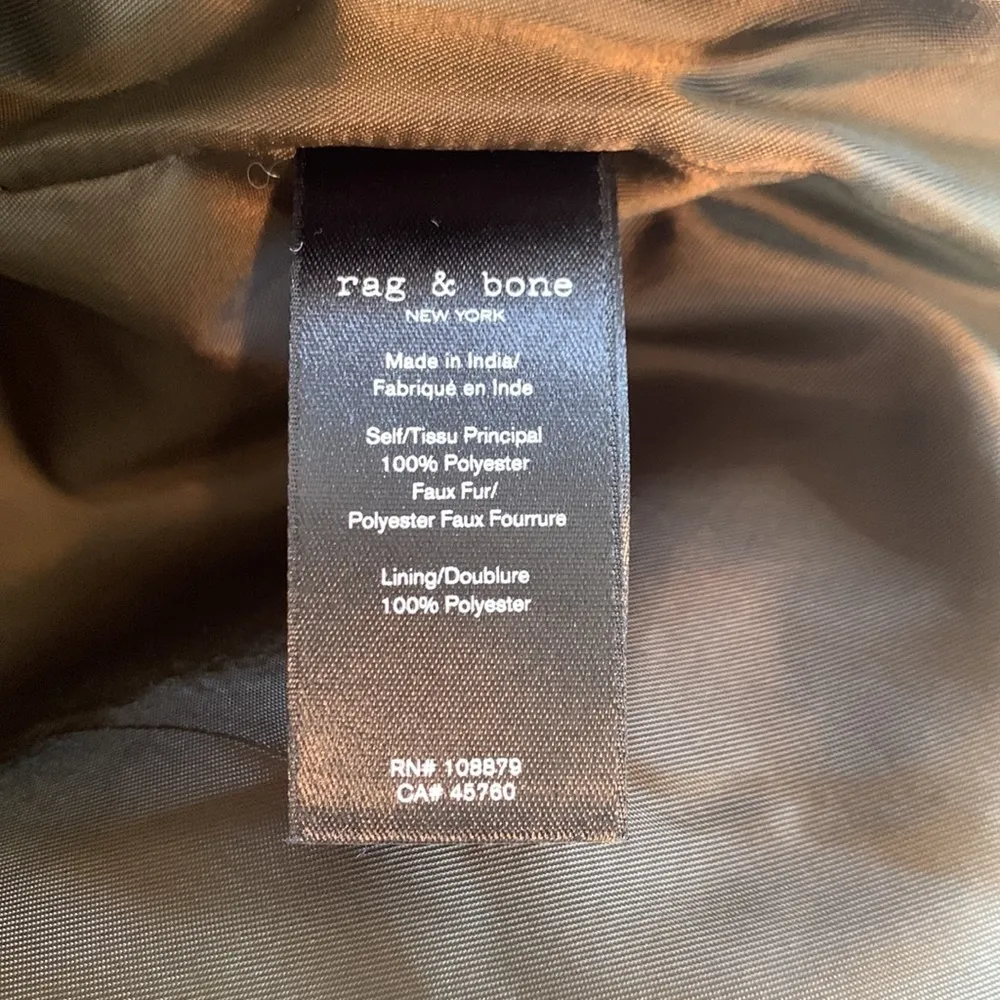 rag & bone
NEW YORK
Made in India/
Fabriqué en Inde
Self/Tissu Principal
100% Polyester
Faux Fur/
Polyester Faux Fourrure
Lining/Doublure
100% Polyester
RN# 108879
CA# 45760